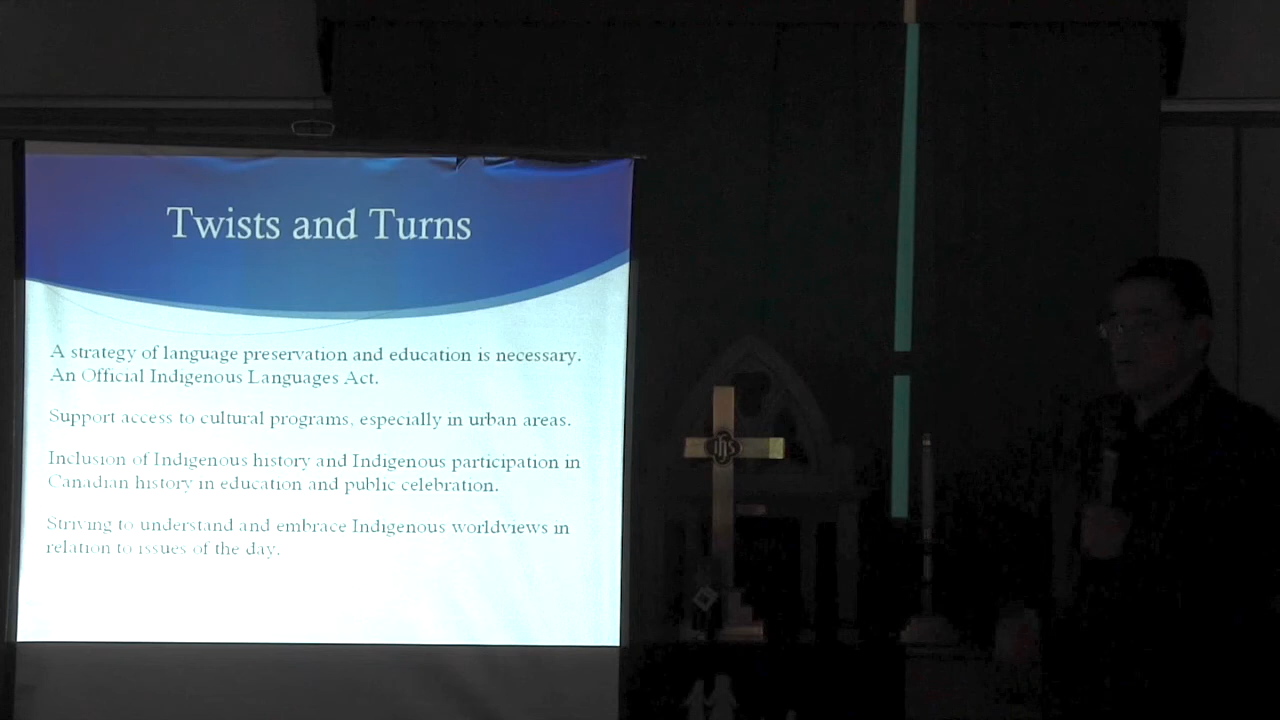 Twists and Turns
A strategy of language preservation and education is necessary.
An Official Indigenous Languages Act.
Support access to cultural programs, especially in urban areas.
Inclusion of Indigenous history and Indigenous participation in
Canadian history in education and public celebration.
Striving to understand and embrace Indigenous worldviews in
relation to issues of the day.
ihs